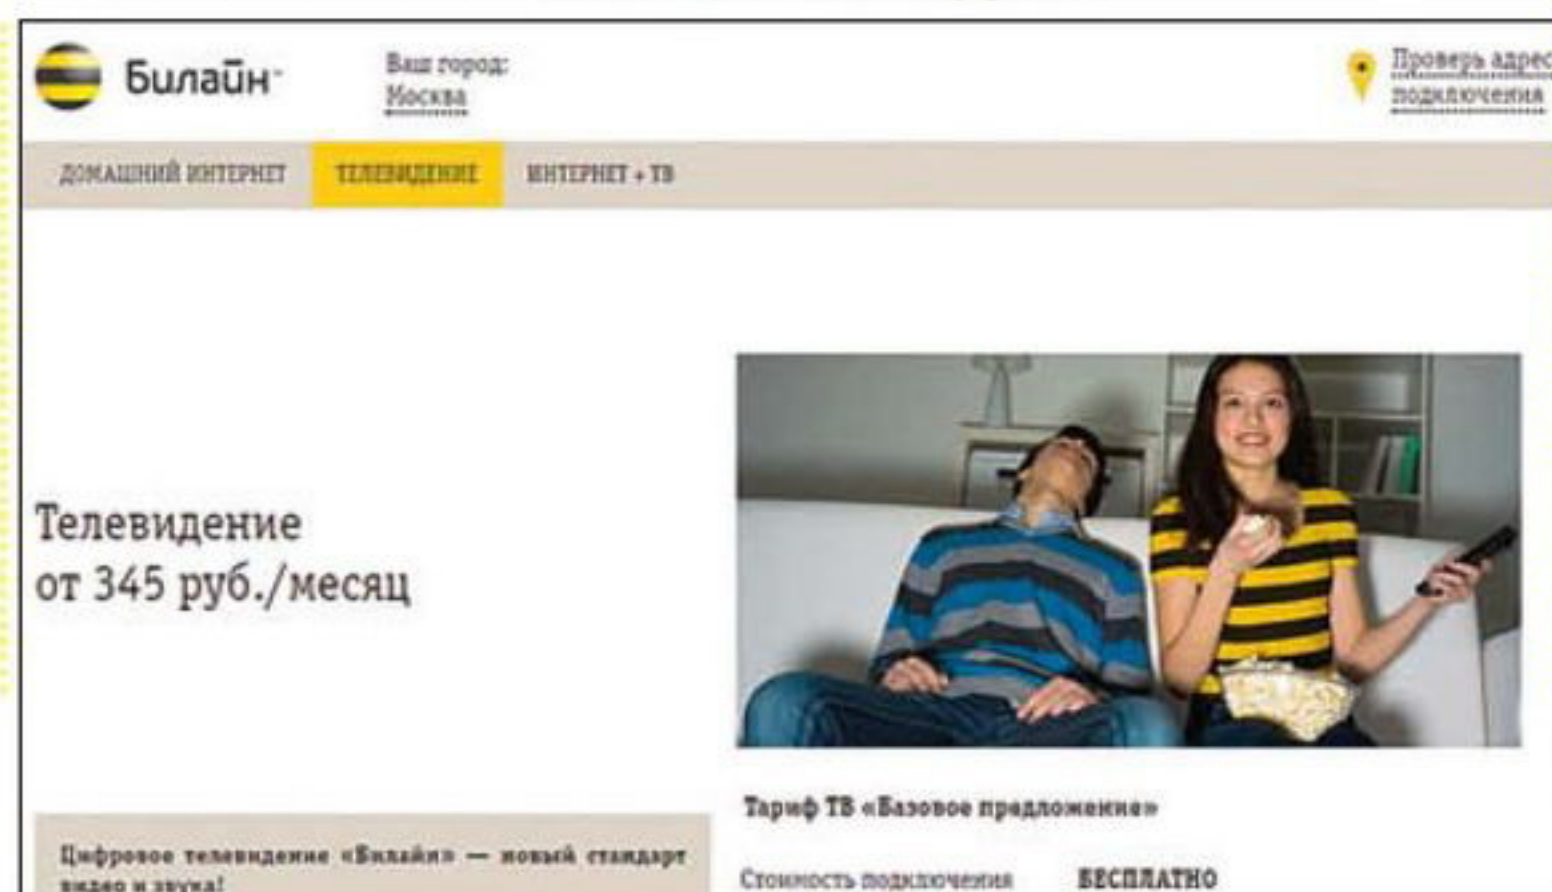 Билайн
Ваш город:
Москва
Проверь адрес
подключения
ДОМАШНИЙ ИНТЕРНЕТ
ТЕЛЕВИДЕНИЕ
ИНТЕРНЕТ + ТВ
Телевидение
от 345 руб./месяц
Тариф ТВ «Базовое предложение»
Цифровое телевидение «Билайн» — новый стандарт
видео и звука!
Стоимость подключения БЕСПЛАТНО